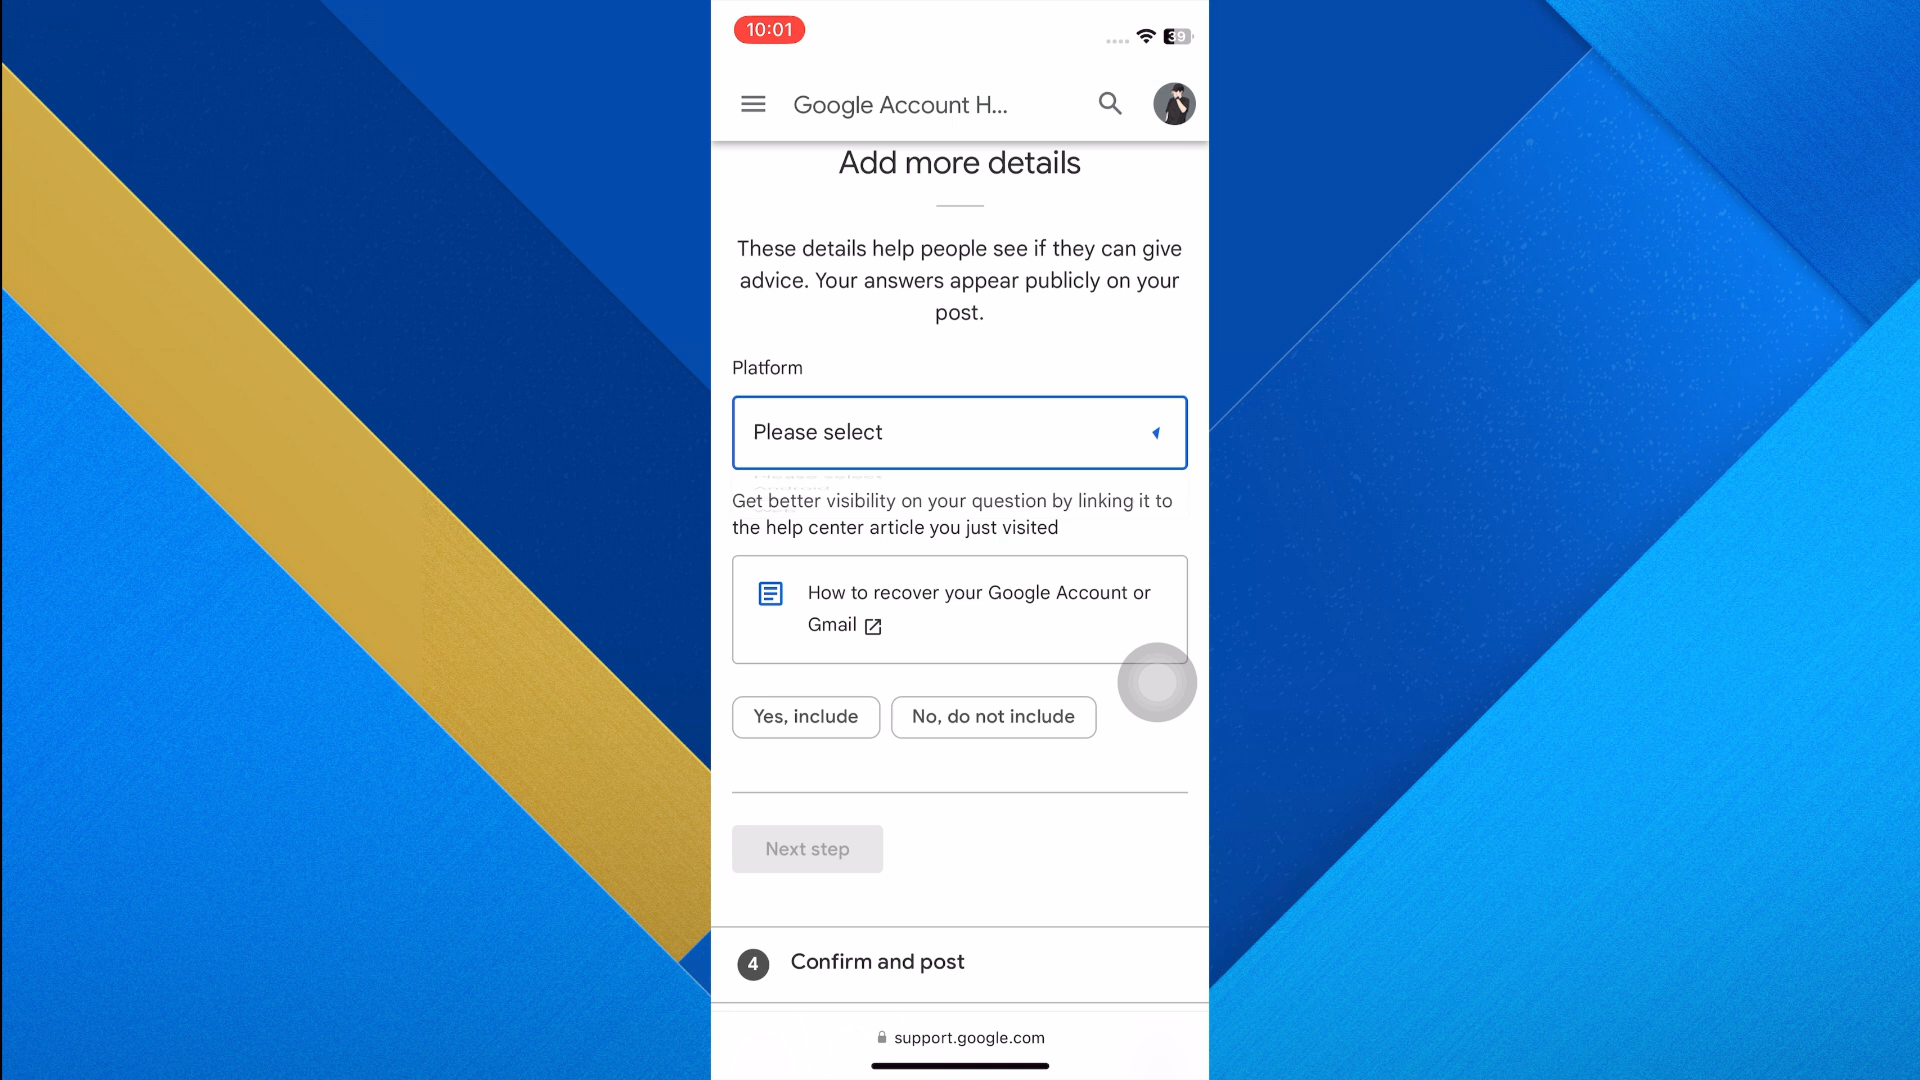 10:01
39
Google Account H...
Add more details
These details help people see if they can give
advice. Your answers appear publicly on your
post.
Platform
Please select
Get better visibility on your question by linking it to
the help center article you just visited
How to recover your Google Account or
Gmail
Yes, include
No, do not include
Next step
4
Confirm and post
support.google.com